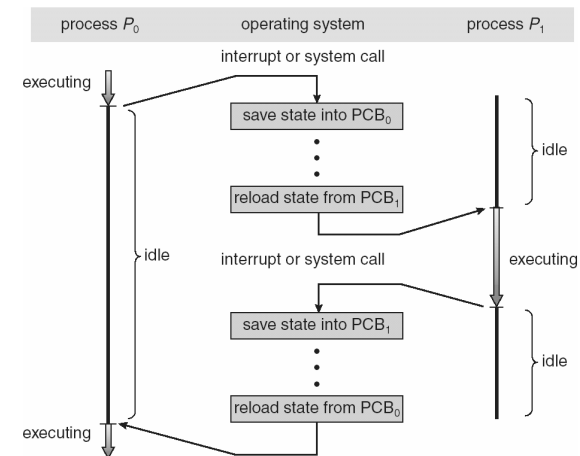 process P0 operating system process P1
interrupt or system call
executing
save state into PCB0
idle
reload state from PCB1
idle
interrupt or system call
executing
save state into PCB1
idle
reload state from PCB0
executing